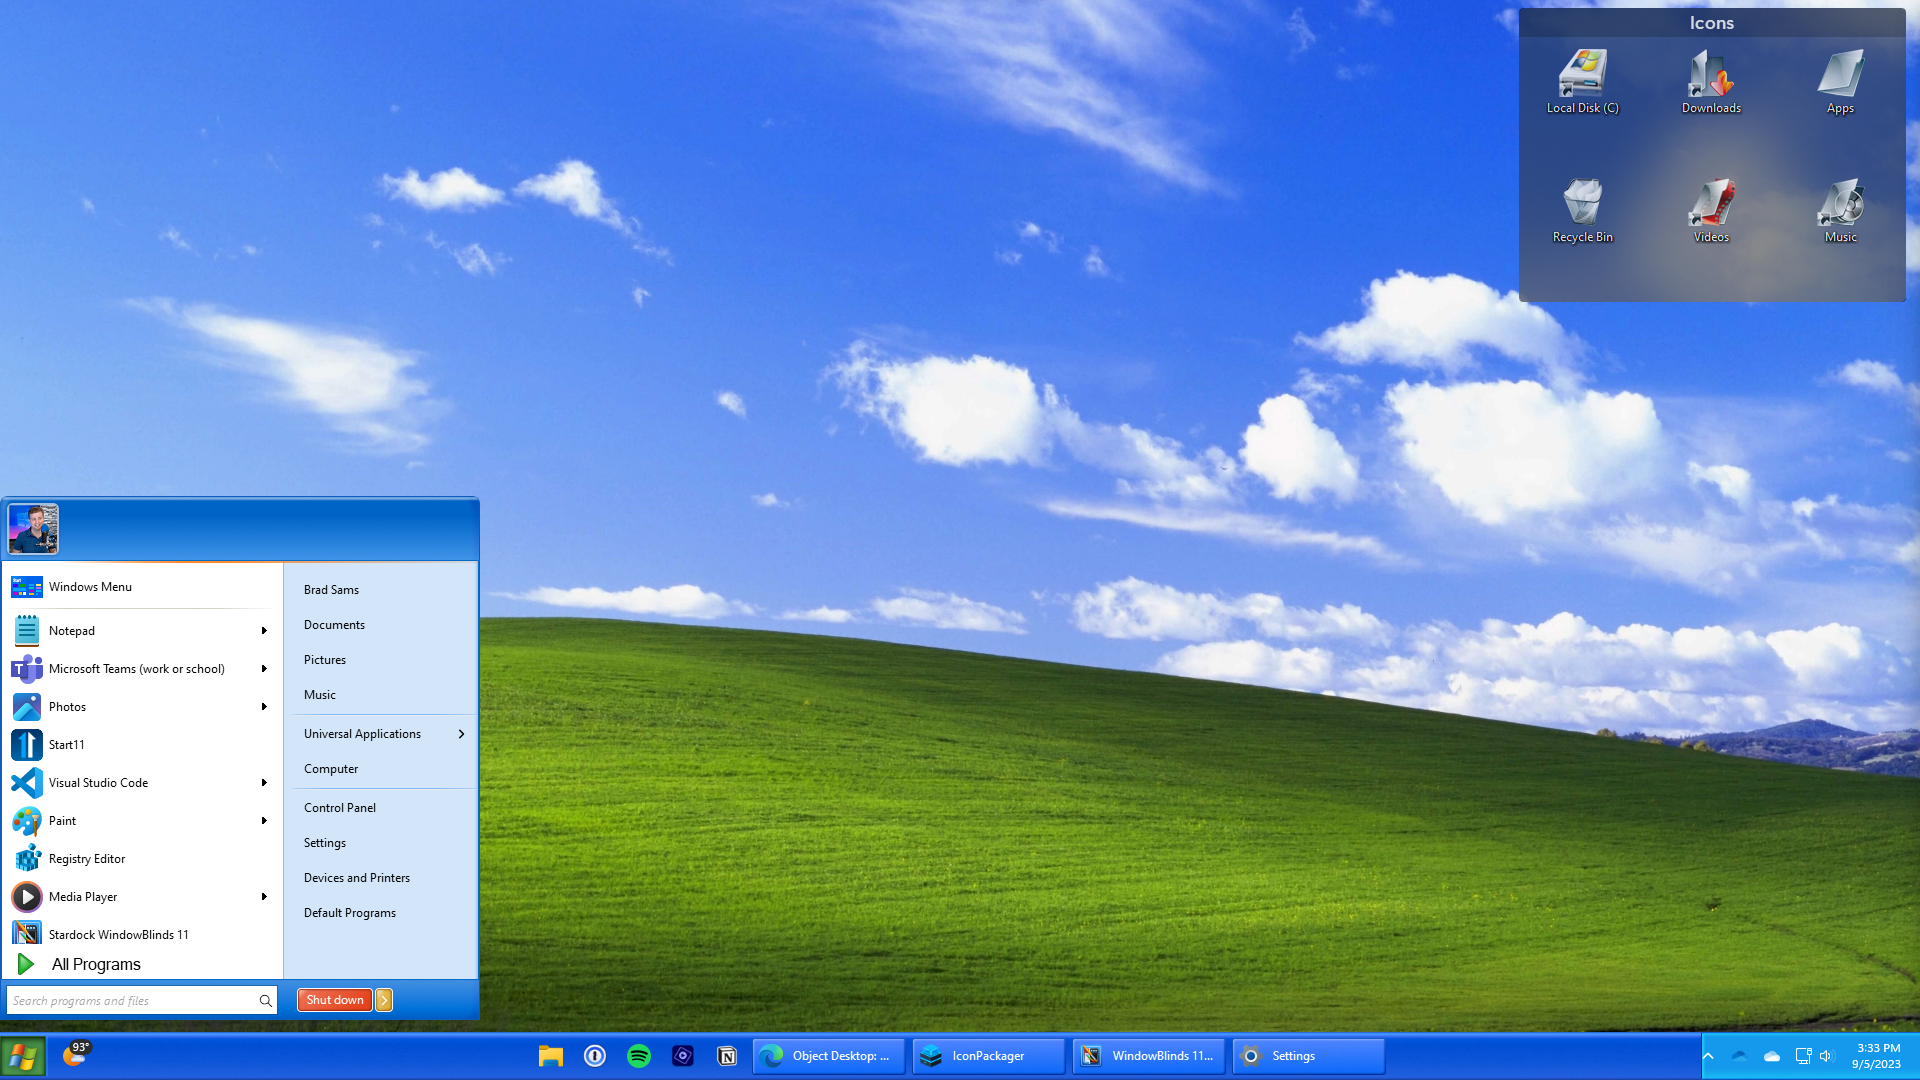 Icons
Local Disk (C)
Downloads
Apps
Recycle Bin
Videos
Music
Windows Menu
Notepad
Microsoft Teams (work or school)
Photos
Start11
Visual Studio Code
Paint
Registry Editor
Media Player
Stardock WindowBlinds 11
All Programs
Search programs and files
Brad Sams
Documents
Pictures
Music
Universal Applications
Computer
Control Panel
Settings
Devices and Printers
Default Programs
Shut down
93°
Object Desktop: ...
IconPackager
WindowBlinds 11...
Settings
3:33 PM
9/5/2023